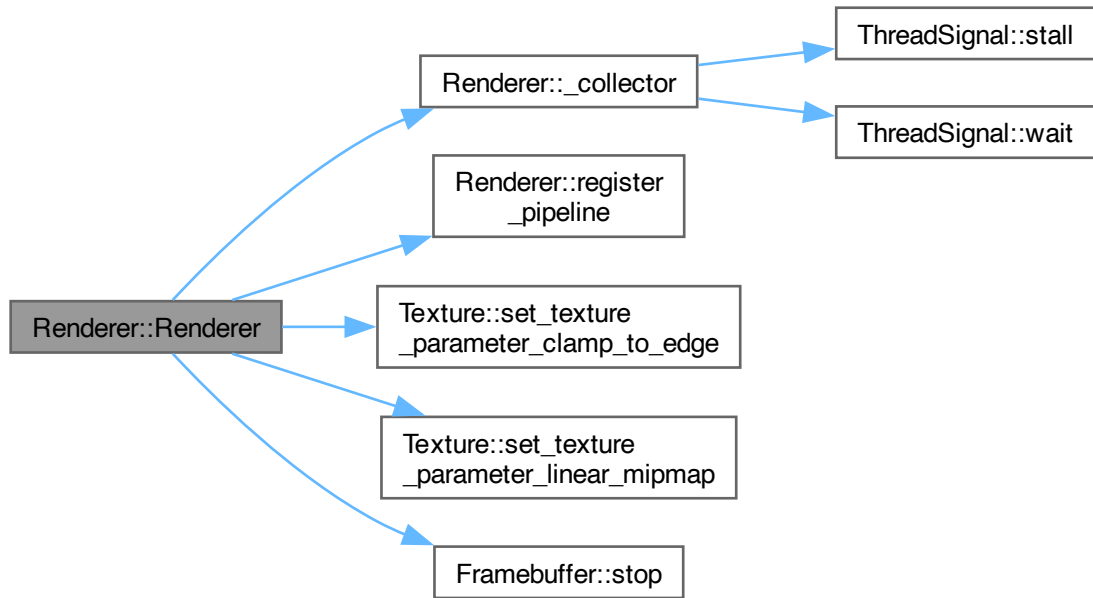 Renderer::Renderer
Renderer::_collector
ThreadSignal::stall
ThreadSignal::wait
Renderer::register
_pipeline
Texture::set_texture
_parameter_clamp_to_edge
Texture::set_texture
_parameter_linear_mipmap
Framebuffer::stop